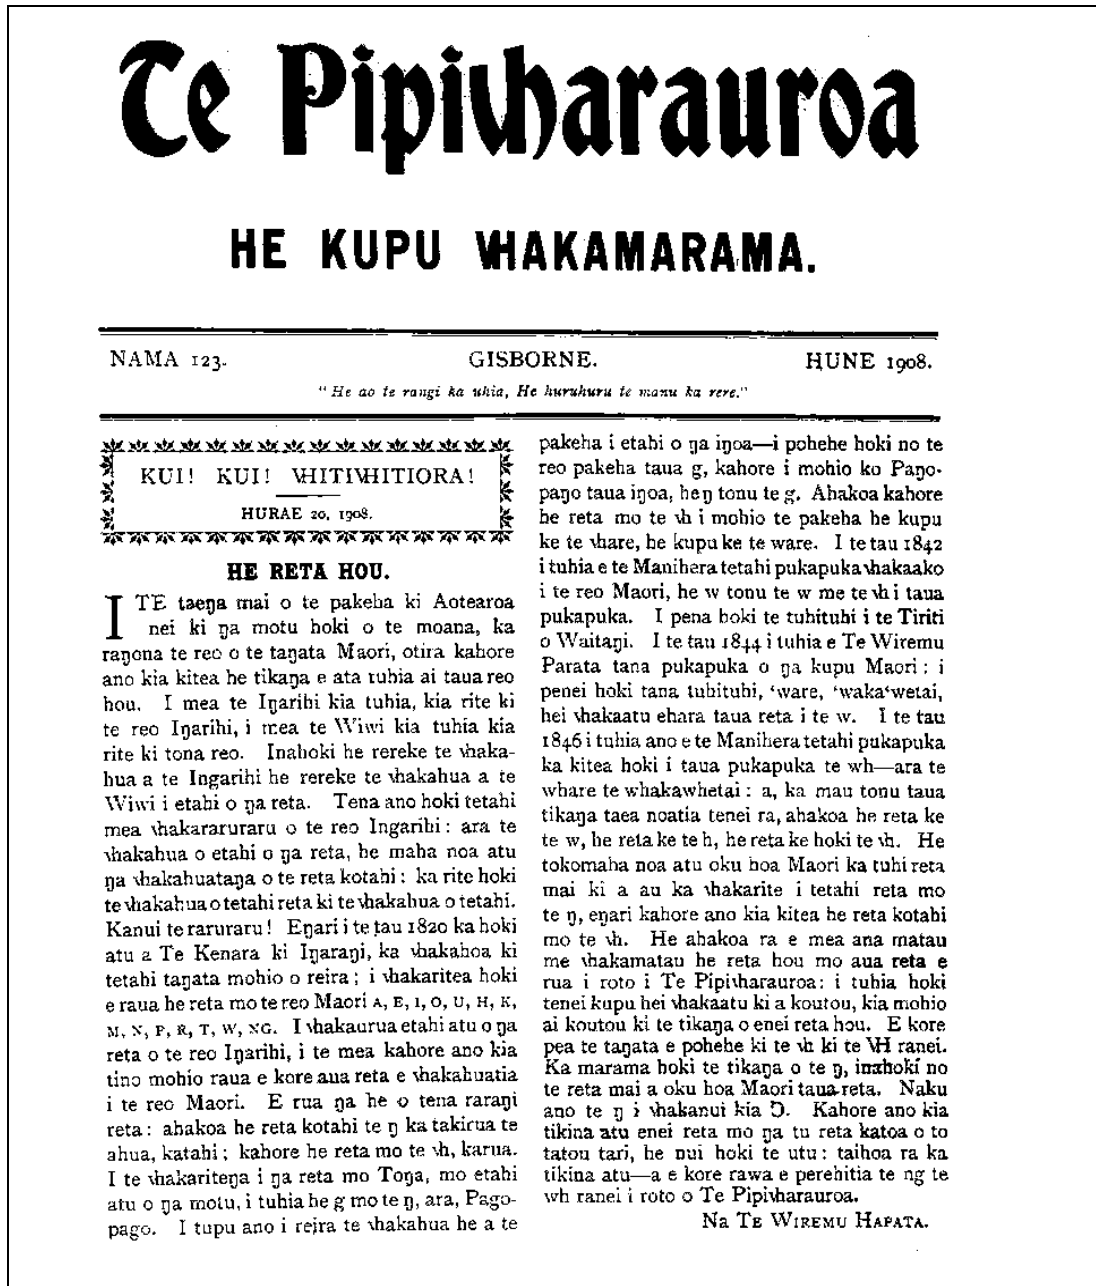 Te Pipiwharauroa
HE KUPU WHAKAMARAMA.
NAMA 123. GISBORNE. HUNE 1908.
"He ao te rangi ka uhia, He huruhuru te manu ka rere."
KUI! KUI! WHITIWHITIORA!
HURAE 20, 1908.
HE RETA HOU.
I TE taeŋa mai o te pakeha ki Aotearoa
nei ki ŋa motu hoki o te moana, ka
raŋona te reo o te taŋata Maori, otira kahore
ano kia kitea he tikaŋa e ata tuhia ai taua reo
hou. I mea te Iŋarihi kia tuhia, kia rite ki
te reo Iŋarihi, i mea te Wiwi kia tuhia kia
rite ki tona reo. Inahoki he rereke te whaka-
hua a te Ingarihi he rereke te whakahua a te
Wiwi i etahi o ŋa reta. Tena ano hoki tetahi
mea whakararuraru o te reo Ingarihi: ara te
whakahua o etahi o ŋa reta, he maha noa atu
ŋa whakahuataŋa o te reta kotahi: ka rite hoki
te whakahua o tetahi reta ki te whakahua o tetahi.
Kanui te raruraru! Eŋari i te tau 1820 ka hoki
atu a Te Kenara ki Iŋaraŋi, ka whakahoa ki
tetahi taŋata mohio o reira; i whakaritea hoki
e raua he reta mo te reo Maori A, E, I, O, U, H, K,
M, N, P, R, T, W, NG. I whakaurua etahi atu o ŋa
reta o te reo Iŋarihi, i te mea kahore ano kia
tino mohio raua e kore aua reta e whakahuatia
i te reo Maori. E rua ŋa he o tena raraŋi
reta: ahakoa he reta kotahi te ŋ ka takirua te
ahua, katahi; kahore he reta mo te wh, karua.
I te whakariteŋa i ŋa reta mo Toŋa, mo etahi
atu o ŋa motu, i tuhia he g mo te ŋ, ara, Pago-
pago. I tupu ano i reira te whakahua he a te
pakeha i etahi o ŋa iŋoa—i pohehe hoki no te
reo pakeha taua g, kahore i mohio ko Paŋo-
paŋo taua iŋoa, heŋ tonu te g. Ahakoa kahore
he reta mo te wh i mohio te pakeha he kupu
ke te whare, he kupu ke te ware. I te tau 1842
i tuhia e te Manihera tetahi pukapuka whakaako
i te reo Maori, he w tonu te w me te wh i taua
pukapuka. I pena hoki te tuhituhi i te Tiriti
o Waitaŋi. I te tau 1844 i tuhia e Te Wiremu
Parata tana pukapuka o ŋa kupu Maori: i
penei hoki tana tuhituhi, 'ware, 'waka'wetai,
hei whakaatu ehara taua reta i te w. I te tau
1846 i tuhia ano e te Manihera tetahi pukapuka
ka kitea hoki i taua pukapuka te wh—ara te
whare te whakawhetai: a, ka mau tonu taua
tikaŋa taea noatia tenei ra, ahakoa he reta ke
te w, he reta ke te h, he reta ke hoki te wh. He
tokomaha noa atu oku hoa Maori ka tuhi reta
mai ki a au ka whakarite i tetahi reta mo
te ŋ, eŋari kahore ano kia kitea he reta kotahi
mo te wh. He ahakoa ra e mea ana matau
me whakamatau he reta hou mo aua reta e
rua i roto i Te Pipiwharauroa: i tuhia hoki
tenei kupu hei whakaatu ki a koutou, kia mohio
ai koutou ki te tikaŋa o enei reta hou. E kore
pea te taŋata e pohehe ki te wh ki te WH ranei.
Ka marama hoki te tikaŋa o te ŋ, inahoki no
te reta mai a oku hoa Maori taua reta. Naku
ano te ŋ i whakanui kia Ŋ. Kahore ano kia
tikina atu enei reta mo ŋa tu reta katoa o to
tatou tari, he nui hoki te utu: taihoa ra ka
tikina atu—a e kore rawa e perehitia te ng te
wh ranei i roto o Te Pipiwharauroa.
NA TE WIREMU HAPATA.